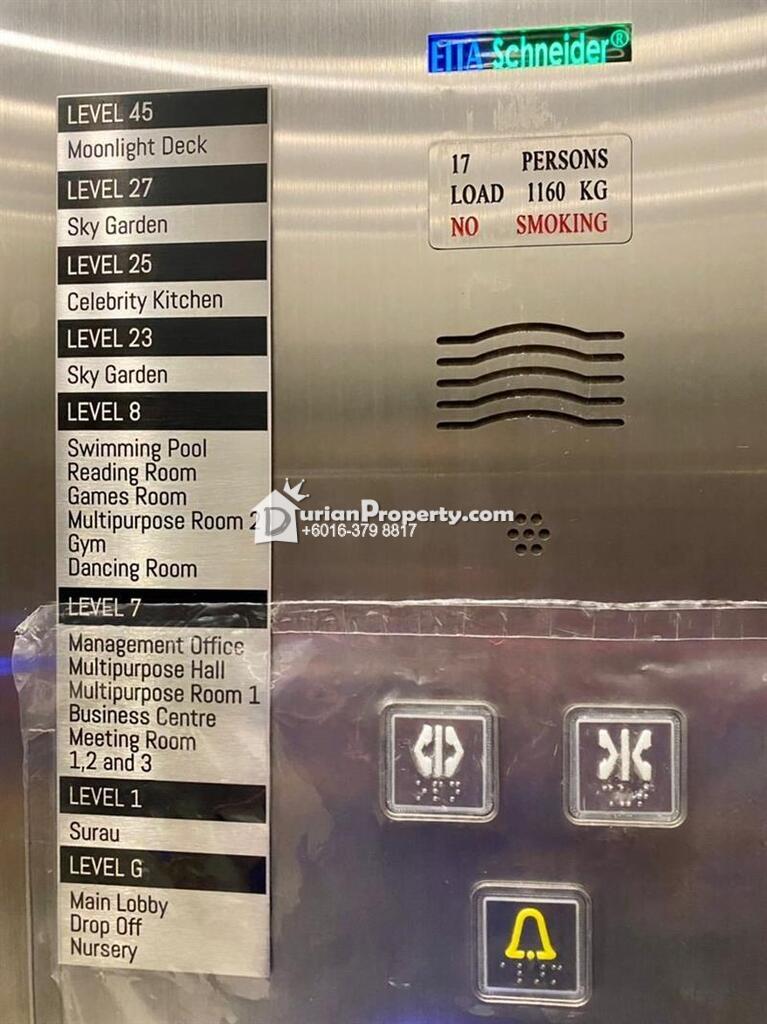 EITA Schneider®
LEVEL 45
Moonlight Deck
LEVEL 27
Sky Garden
LEVEL 25
Celebrity Kitchen
LEVEL 23
Sky Garden
LEVEL 8
Swimming Pool
Reading Room
Games Room
Multipurpose Room 2
Gym
Dancing Room
LEVEL 7
Management Office
Multipurpose Hall
Multipurpose Room 1
Business Centre
Meeting Room
1,2 and 3
LEVEL 1
Surau
LEVEL G
Main Lobby
Drop Off
Nursery
17 PERSONS
LOAD 1160 KG
NO SMOKING
DurianProperty.com
+6016-379 8817